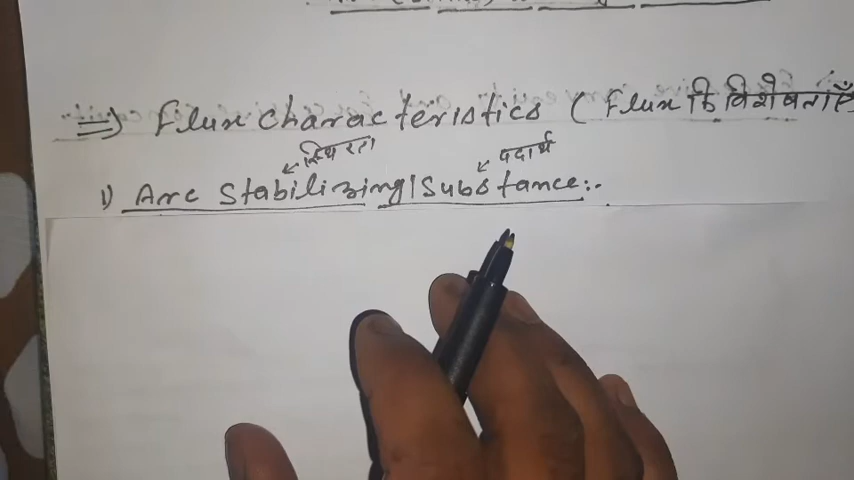 ⇒) Flux characteristics ( Flux कि विशेषताएँ
स्थिरता पदार्थ
1) Arc Stabilizing Substance:-